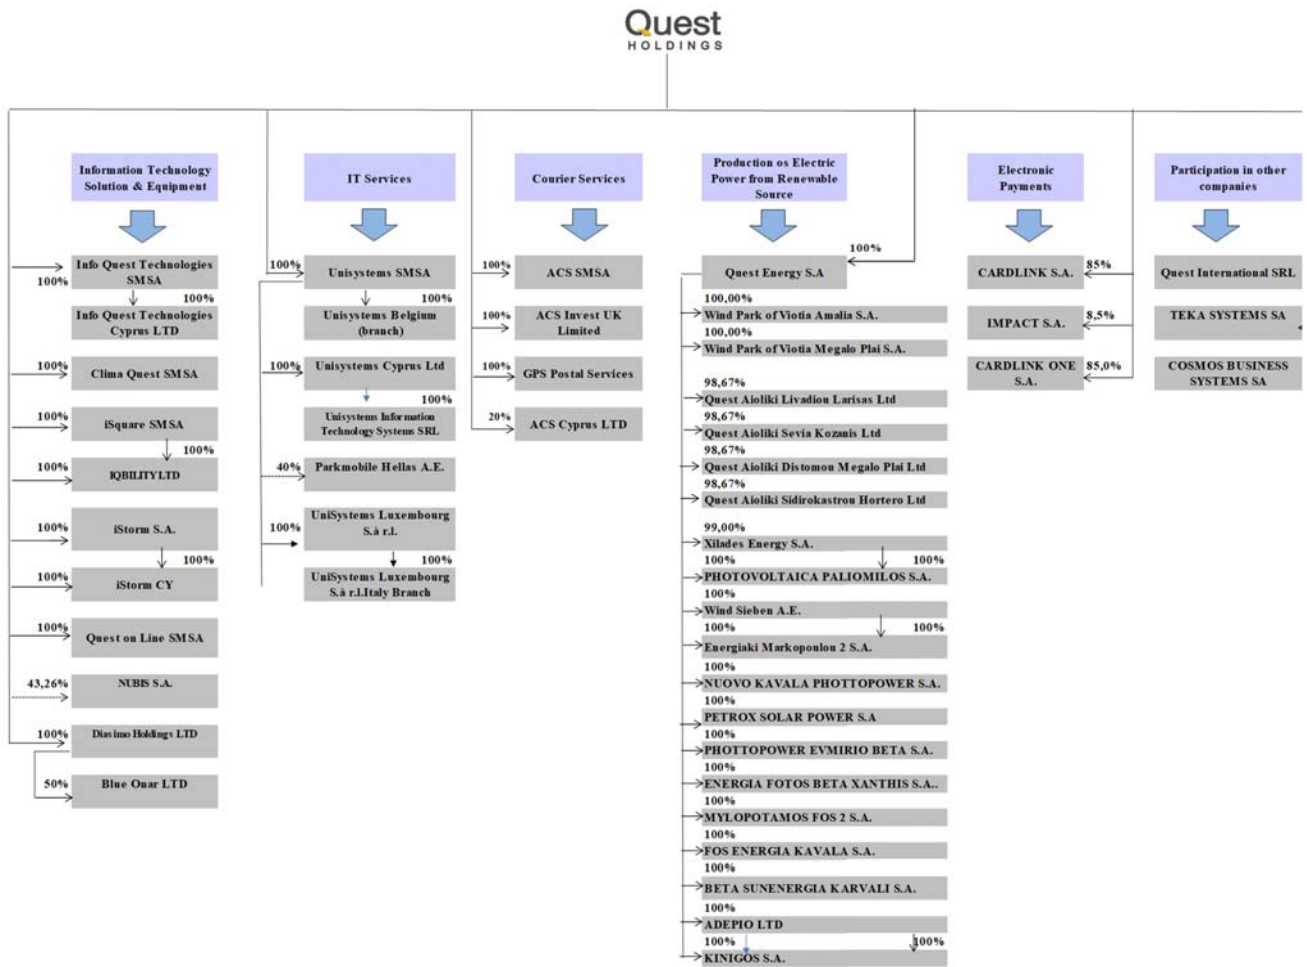 Quest
HOLDINGS
Information Technology
Solution & Equipment
100%
Info Quest Technologies
SMSA
100%
Info Quest Technologies
Cyprus LTD
100%
Clima Quest SMSA
100%
iSquare SMSA
100%
100%
IQBILITY LTD
100%
iStorm S.A.
100%
100%
iStorm CY
100%
Quest on Line SMSA
43,26%
NUBIS S.A.
100%
Diasimo Holdings LTD
50%
Blue Onar LTD
IT Services
100%
Unisystems SMSA
100%
Unisystems Belgium
(branch)
100%
Unisystems Cyprus Ltd
100%
Unisystems Information
Technology Systems SRL
40%
Parkmobile Hellas A.E.
100%
UniSystems Luxembourg
S.à r.l.
100%
UniSystems Luxembourg
S.à r.l.Italy Branch
Courier Services
100%
ACS SMSA
100%
ACS Invest UK
Limited
100%
GPS Postal Services
20%
ACS Cyprus LTD
Production os Electric
Power from Renewable
Source
100%
Quest Energy S.A
100,00%
Wind Park of Viotia Amalia S.A.
100,00%
Wind Park of Viotia Megalo Plai S.A.
98,67%
Quest Aioliki Livadiou Larisas Ltd
98,67%
Quest Aioliki Sevia Kozanis Ltd
98,67%
Quest Aioliki Distomou Megalo Plai Ltd
98,67%
Quest Aioliki Sidirokastrou Hortero Ltd
99,00%
Xilades Energy S.A.
100% 100%
PHOTOVOLTAICA PALIOMILOS S.A.
100%
Wind Sieben A.E.
100% 100%
Energiaki Markopoulou 2 S.A.
100%
NUOVO KAVALA PHOTTOPOWER S.A.
100%
PETROX SOLAR POWER S.A
100%
PHOTTOPOWER EVMIRIO BETA S.A.
100%
ENERGIA FOTOS BETA XANTHIS S.A..
100%
MYLOPOTAMOS FOS 2 S.A.
100%
FOS ENERGIA KAVALA S.A.
100%
BETA SUNENERGIA KARVALI S.A.
100%
ADEPIO LTD
100% 100%
KINIGOS S.A.
Electronic
Payments
CARDLINK S.A.
85%
IMPACT S.A.
8,5%
CARDLINK ONE
S.A.
85,0%
Participation in other
companies
Quest International SRL
TEKA SYSTEMS SA
COSMOS BUSINESS
SYSTEMS SA